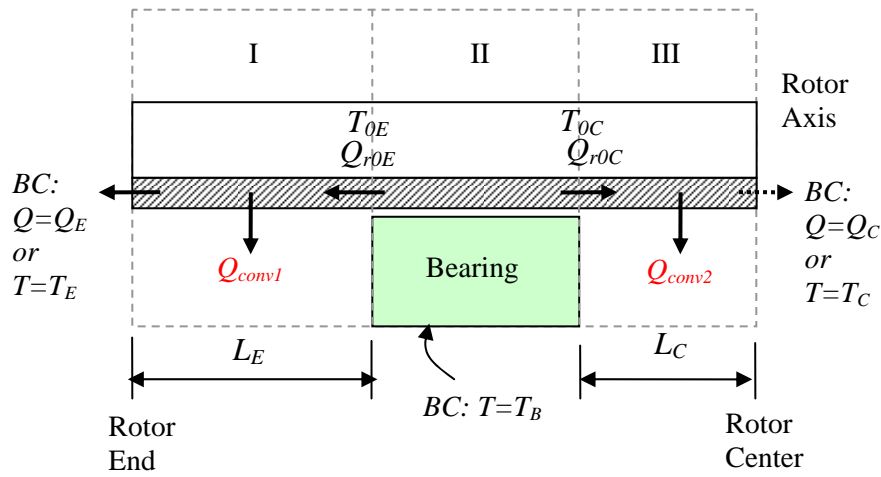 I
II
III
Rotor
Axis
T0E
Qr0E
T0C
Qr0C
BC:
Q=QE
or
T=TE
BC:
Q=QC
or
T=TC
Qconv1
Bearing
Qconv2
LE
LC
BC: T=TB
Rotor
End
Rotor
Center